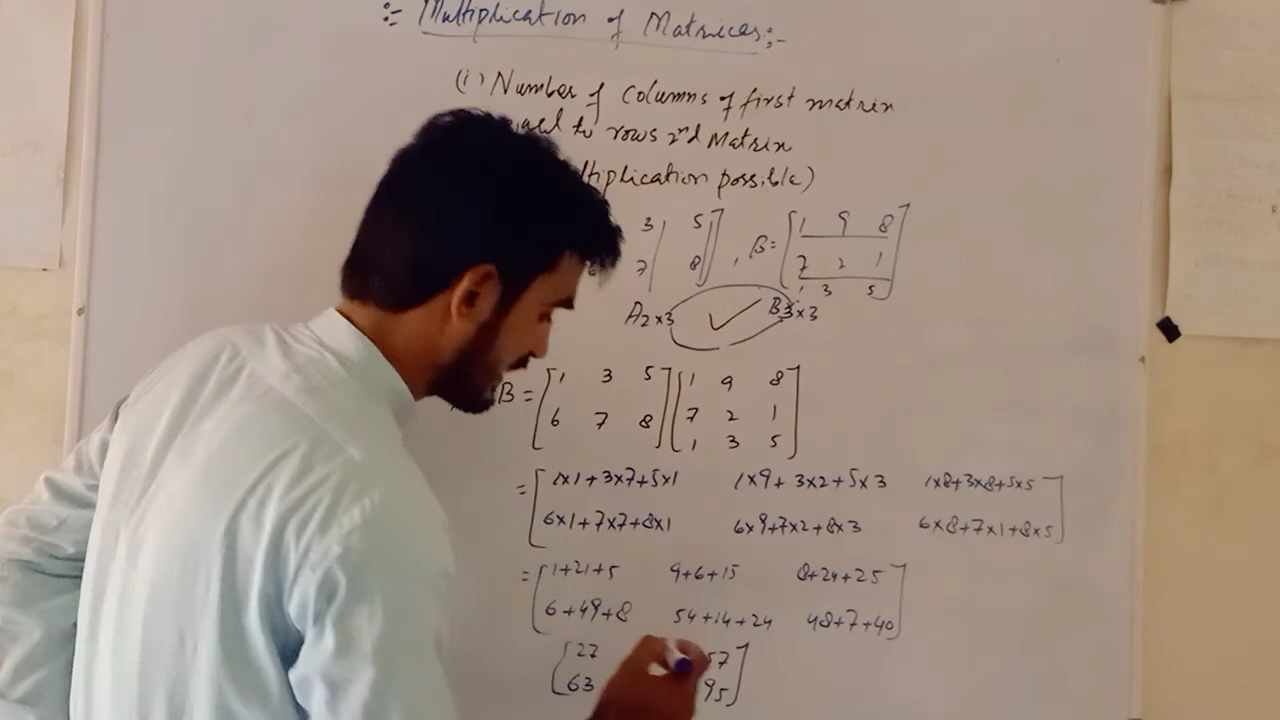 :- Multiplication of Matrices:-
(i) Number of columns of first matrix
to rows 2nd Matrix
possible)
3 5 , B= [1 9 8
7 8 7 2 1
1 3 5]
A2×3 ✓ B3×3
B = [1 3 5] [1 9 8
6 7 8 7 2 1
1 3 5]
= [1×1+3×7+5×1 1×9+3×2+5×3 1×8+3×8+5×5
6×1+7×7+8×1 6×9+7×2+8×3 6×8+7×1+8×5]
= [1+21+5 9+6+15 8+24+25
6+49+8 54+14+24 48+7+40]
[27 57
63 95]